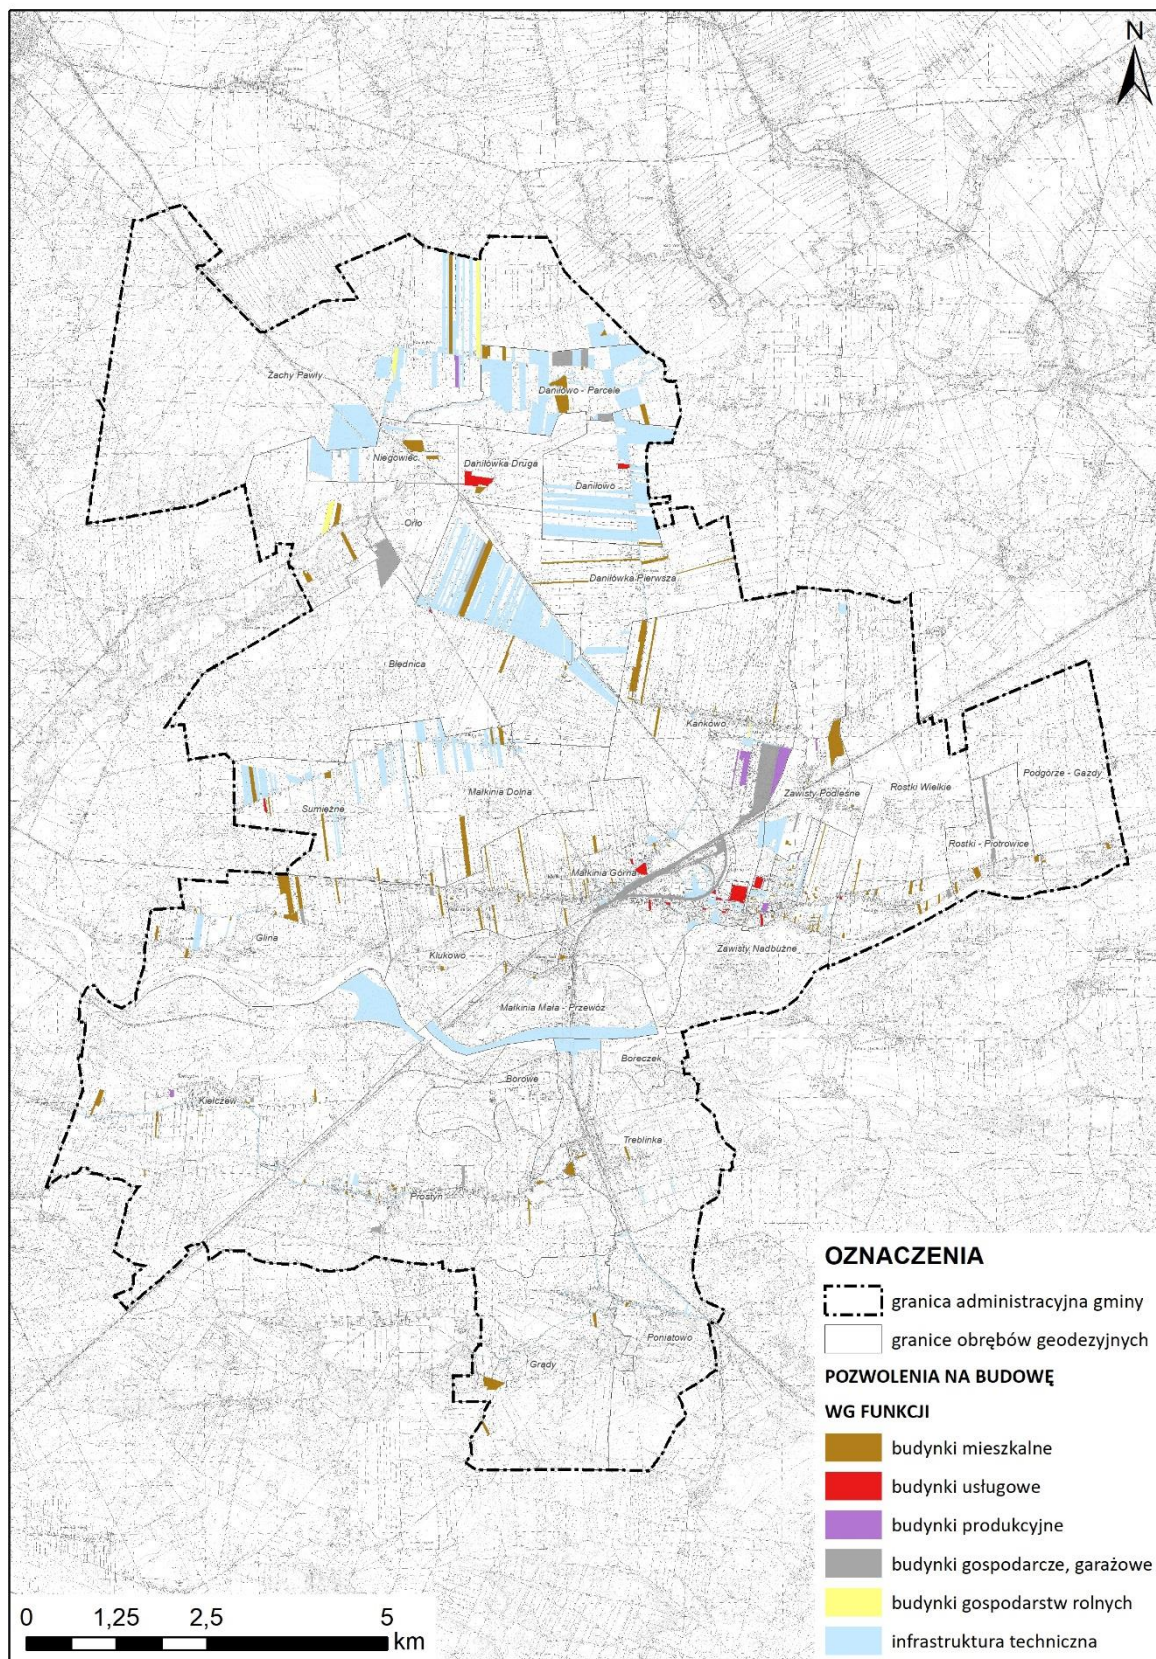 N
Żachy Pawły
Daniłowo - Parcele
Niegowiec
Daniłówka Druga
Daniłowo
Orło
Daniłówka Pierwsza
Błędnica
Kańkowo
Podgórze - Gazdy
Rostki Wielkie
Zawisty Podleśne
Małkinia Dolna
Sumiężne
Rostki - Piotrowice
Małkinia Górna
Glina
Zawisty Nadbużne
Klukowo
Małkinia Mała - Przewóz
Boreczek
Borowe
Kiełczew
Treblinka
Prostyń
Poniatowo
Grądy
OZNACZENIA
granica administracyjna gminy
granice obrębów geodezyjnych
POZWOLENIA NA BUDOWĘ
WG FUNKCJI
budynki mieszkalne
budynki usługowe
budynki produkcyjne
budynki gospodarcze, garażowe
budynki gospodarstw rolnych
infrastruktura techniczna
0 1,25 2,5 5
km